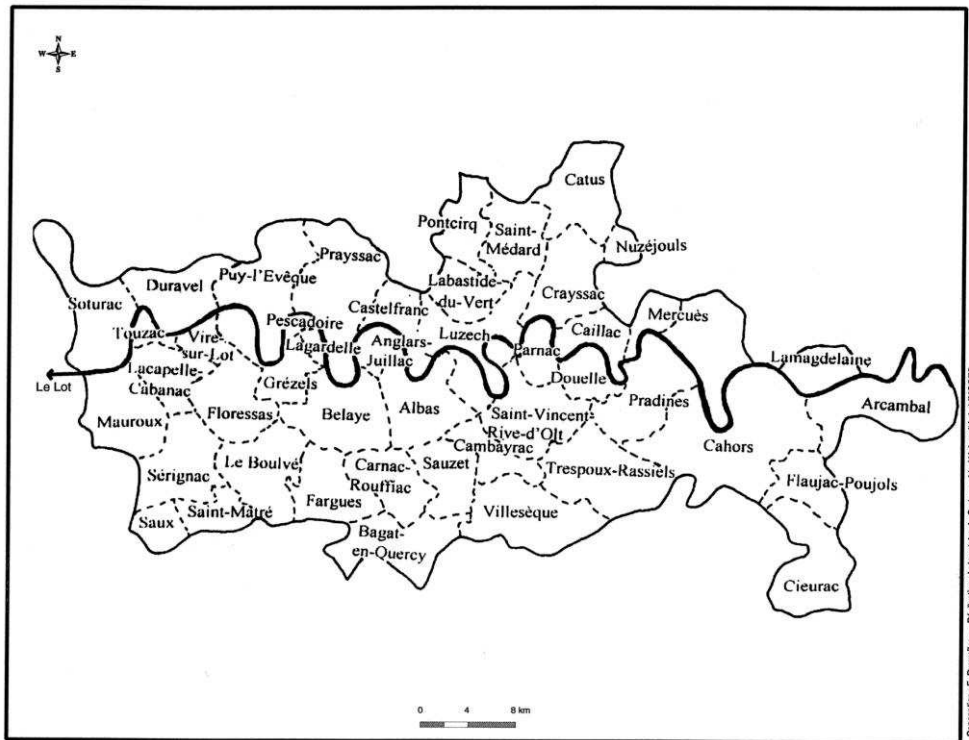 N
W E
S
Catus
Pontcirq
Saint-
Médard
Nuzéjouls
Prayssac
Puy-l'Evêque
Duravel
Labastide-
du-Vert
Crayssac
Soturac
Castelfranc
Mercuès
Pescadoire
Touzac
Vire-
sur-Lot
Lagardelle
Anglars-
Juillac
Luzech
Parnac
Caillac
Lamagdelaine
Le Lot
Lacapelle-
Cabanac
Grézels
Douelle
Arcambal
Mauroux
Floressas
Belaye
Albas
Saint-Vincent
Rive-d'Olt
Pradines
Cahors
Cambayrac
Sérignac
Le Boulvé
Carnac-
Rouffiac
Sauzet
Trespoux-Rassiels
Flaujac-Poujols
Saux
Saint-Matré
Fargues
Villesèque
Bagat-
en-Quercy
Cieurac
0 4 8 km